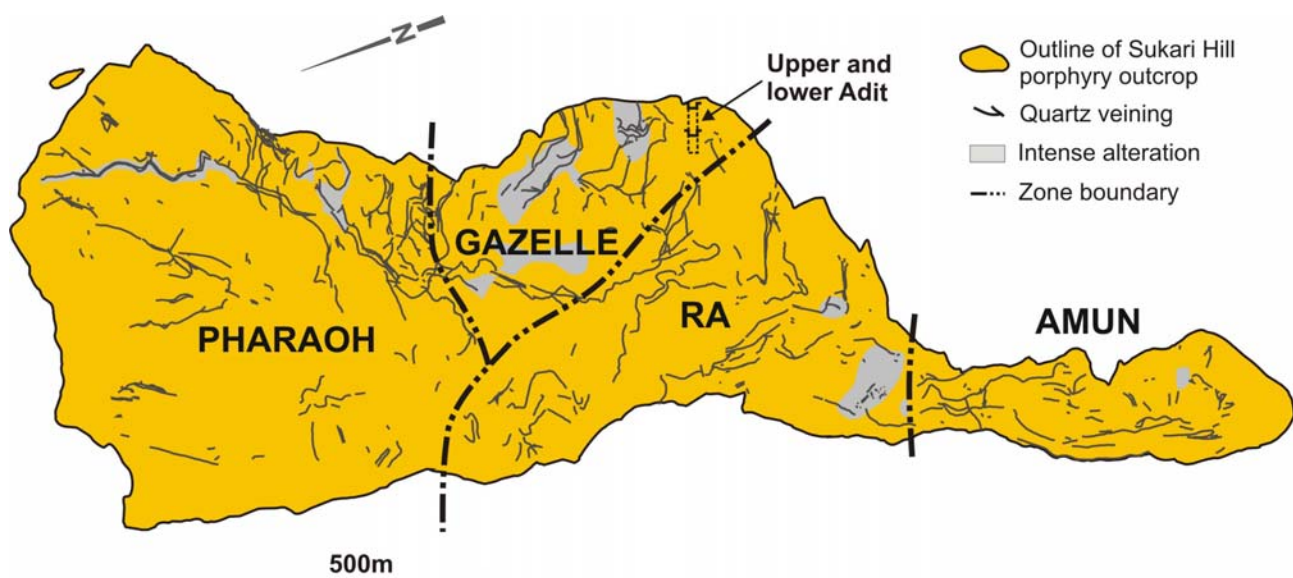 N
Upper and
lower Adit
Outline of Sukari Hill
porphyry outcrop
Quartz veining
Intense alteration
Zone boundary
GAZELLE
PHARAOH
RA
AMUN
500m